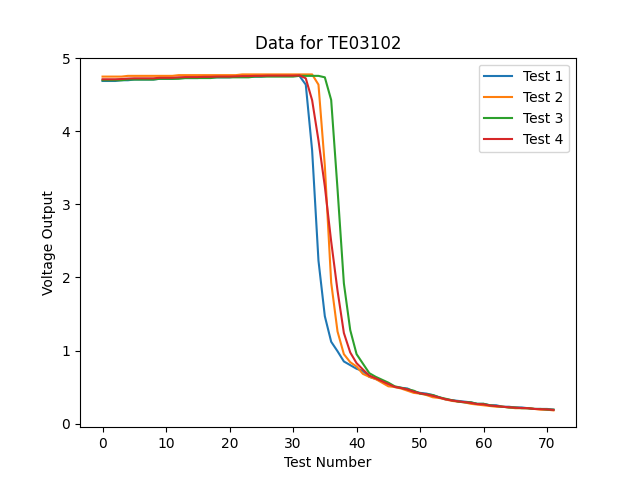 Data for TE03102
5
4
3
2
1
0
Voltage Output
Test 1
Test 2
Test 3
Test 4
0 10 20 30 40 50 60 70
Test Number